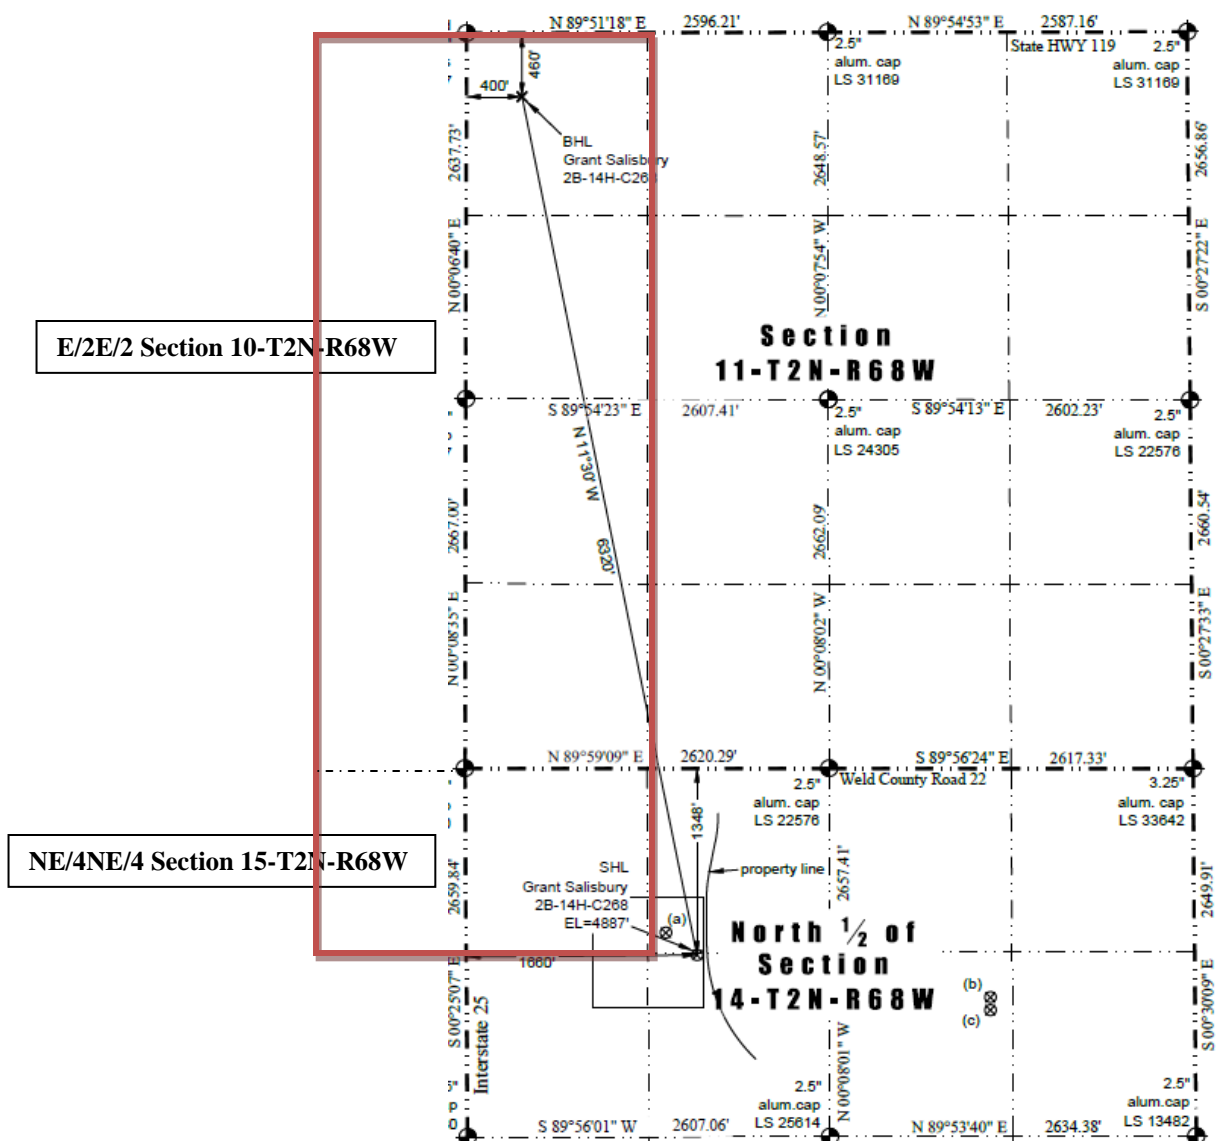 N 89°51'18" E 2596.21' N 89°54'53" E 2587.16'
State HWY 119
2.5"
alum. cap
LS 31169
2.5"
alum. cap
LS 31169
460'
400'
BHL
Grant Salisbury
2B-14H-C268
2637.73'
N 00°06'40" E
2648.57'
N 00°07'54" W
2656.86'
S 00°27'22" E
E/2E/2 Section 10-T2N-R68W
Section
11-T2N-R68W
S 89°54'23" E 2607.41' S 89°54'13" E 2602.23'
2.5"
alum. cap
LS 24305
2.5"
alum. cap
LS 22576
N 11°30' W
6320'
2667.00'
N 00°08'35" E
2662.09'
N 00°08'02" W
2660.54'
S 00°27'33" E
N 89°59'09" E 2620.29' S 89°56'24" E 2617.33'
Weld County Road 22
2.5"
alum. cap
LS 22576
3.25"
alum. cap
LS 33642
1348'
property line
NE/4NE/4 Section 15-T2N-R68W
SHL
Grant Salisbury
2B-14H-C268
EL=4887'
(a)
2659.84'
S 00°25'07" E
2657.41'
N 00°08'01" W
2649.91'
S 00°30'09" E
North ½ of
Section
14-T2N-R68W
1660'
(b)
(c)
Interstate 25
2.5"
alum.cap
LS 25614
2.5"
alum.cap
LS 13482
S 89°56'01" W 2607.06' N 89°53'40" E 2634.38'